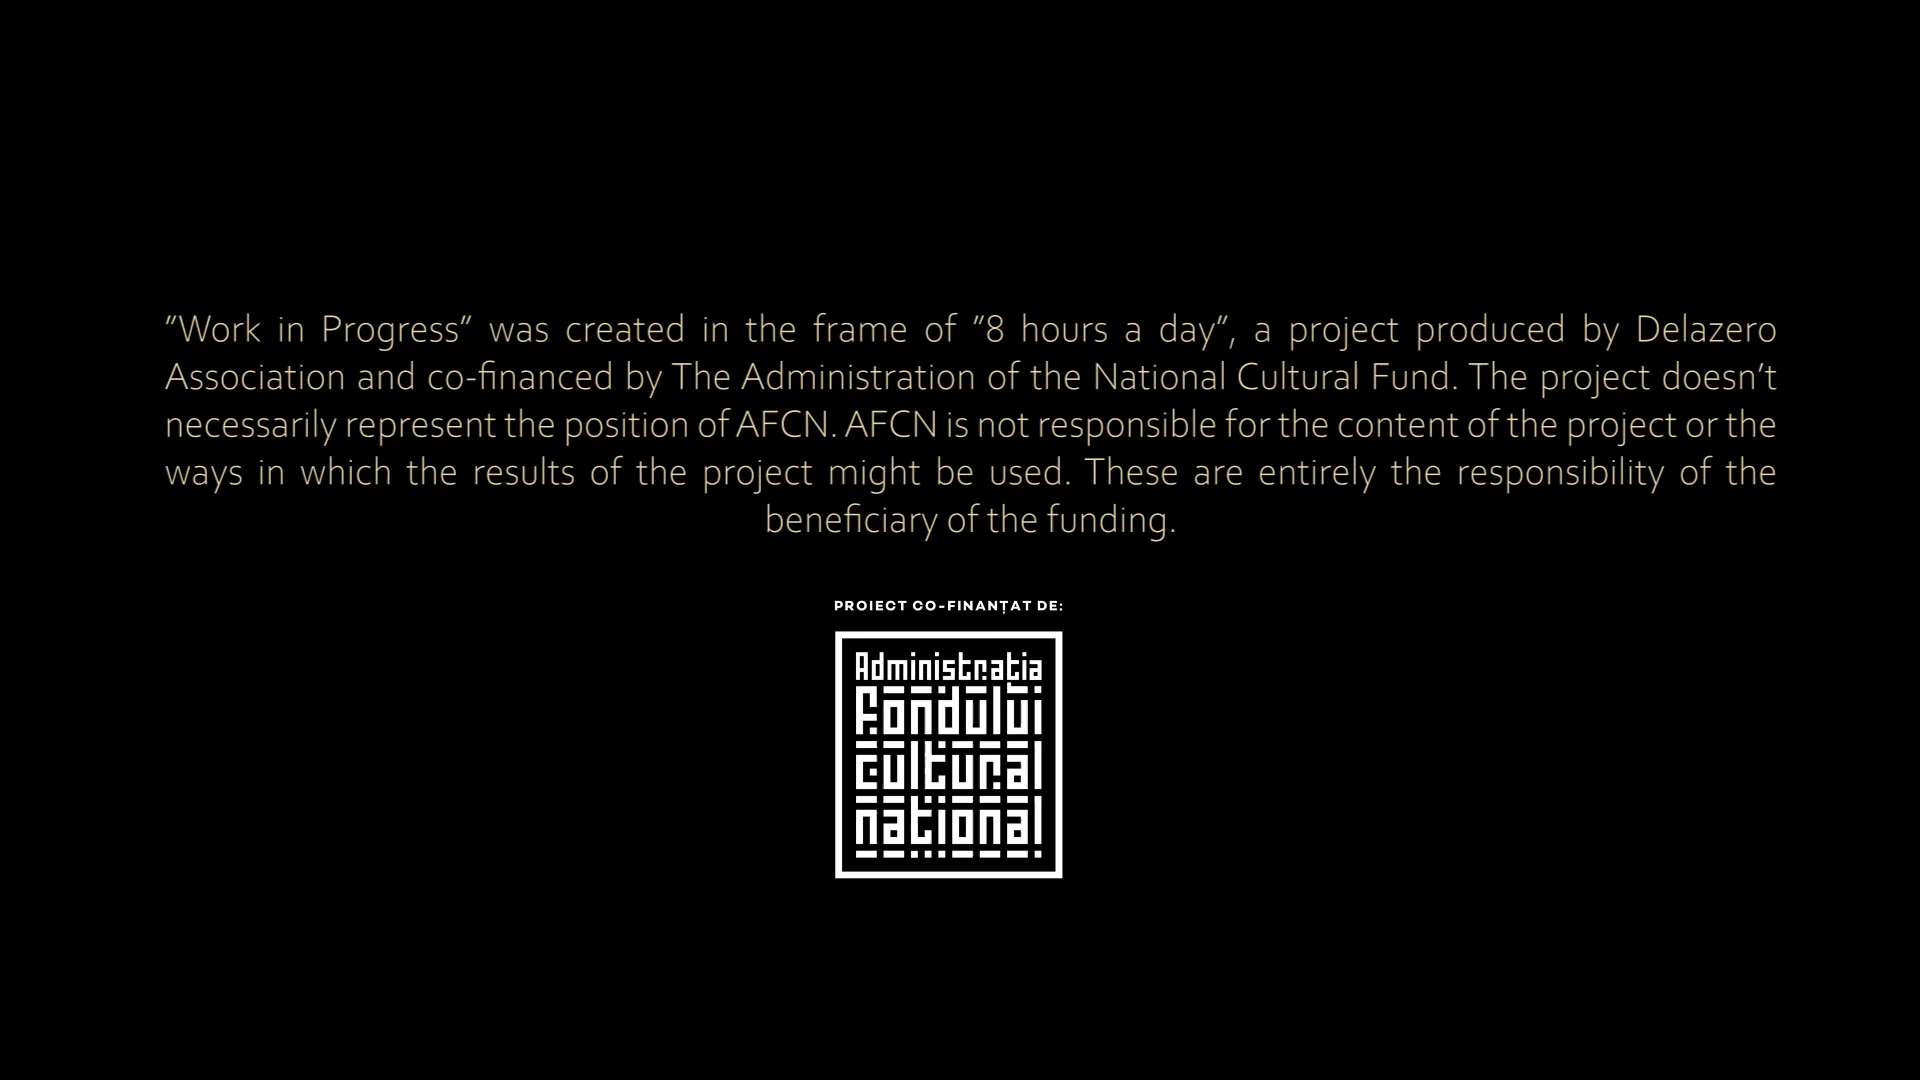 ”Work in Progress” was created in the frame of ”8 hours a day”, a project produced by Delazero
Association and co-financed by The Administration of the National Cultural Fund. The project doesn’t
necessarily represent the position of AFCN. AFCN is not responsible for the content of the project or the
ways in which the results of the project might be used. These are entirely the responsibility of the
beneficiary of the funding.
PROIECT CO-FINANȚAT DE:
Administrația
fondului
cultural
național